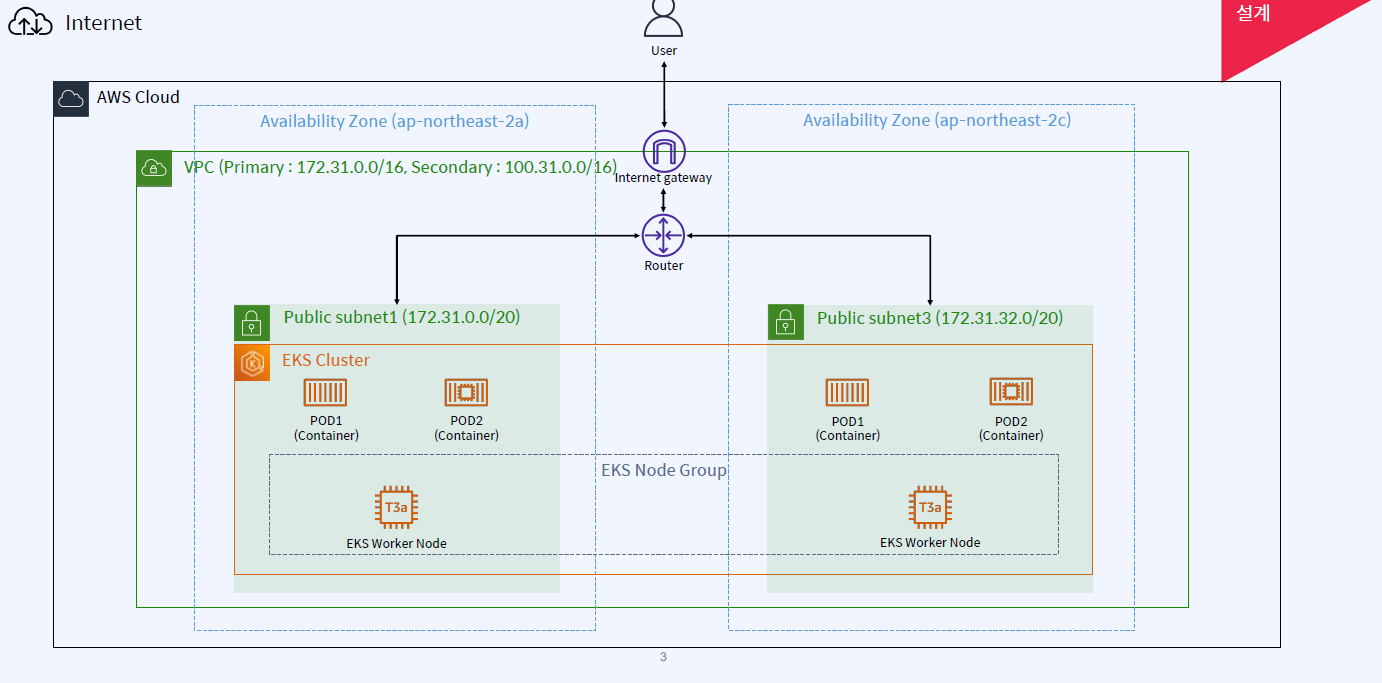 Internet
설계
User
AWS Cloud
Availability Zone (ap-northeast-2a)
Availability Zone (ap-northeast-2c)
VPC (Primary : 172.31.0.0/16, Secondary : 100.31.0.0/16)
Internet gateway
Router
Public subnet1 (172.31.0.0/20)
Public subnet3 (172.31.32.0/20)
EKS Cluster
POD1
(Container)
POD2
(Container)
POD1
(Container)
POD2
(Container)
EKS Node Group
T3a
T3a
EKS Worker Node
EKS Worker Node
3